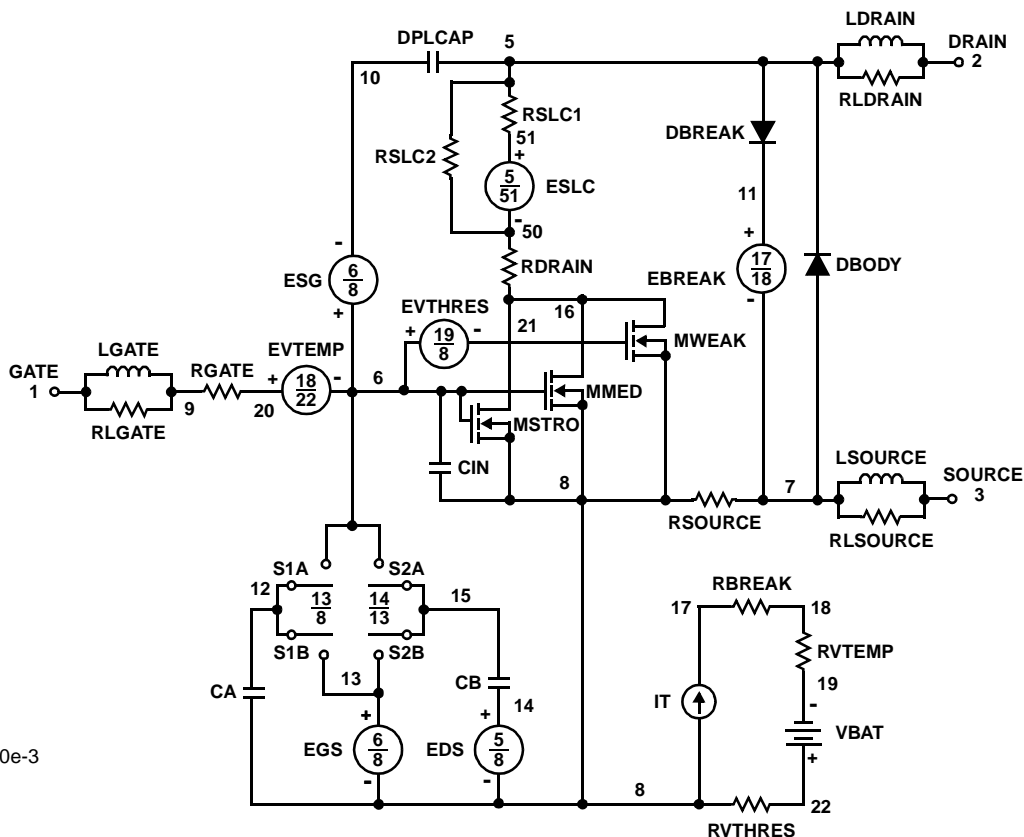 LDRAIN
DPLCAP 5 DRAIN
2
10
RLDRAIN
RSLC1
DBREAK
51
RSLC2
+
5
51
ESLC
11
-
50
-
+
17
18
DBODY
RDRAIN
6
8
ESG
EBREAK
EVTHRES
16
-
+
21
+
19
8
-
MWEAK
LGATE
EVTEMP
GATE
1
RGATE
+
18
22
-
6
MMED
9
20
MSTRO
RLGATE
LSOURCE
CIN
8
7
SOURCE
3
RSOURCE
RLSOURCE
S1A
S2A
12
13
8
14
13
15
RBREAK
17
18
S1B
S2B
RVTEMP
13
CB
19
CA
14
IT
-
+
+
VBAT
EGS
6
8
EDS
5
8
+
0e-3
-
-
8
22
RVTHRES